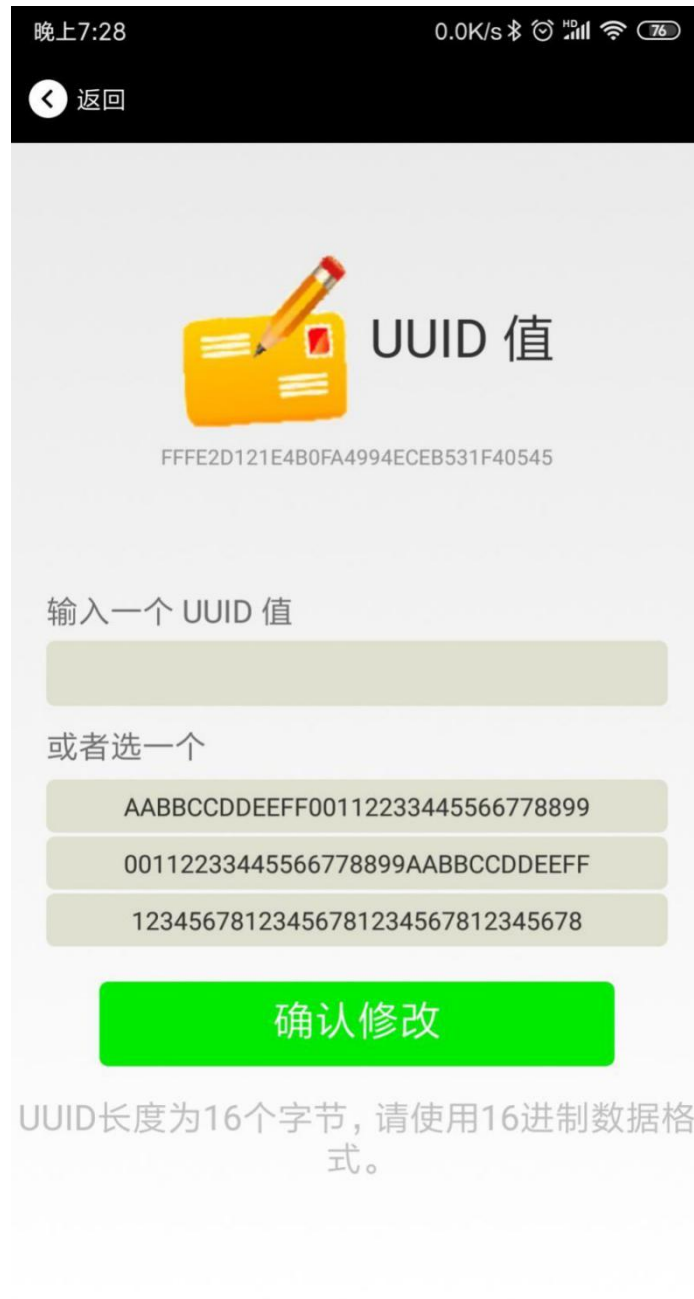 晚上7:28
0.0K/s HD 76
返回
UUID 值
FFFE2D121E4B0FA4994ECEB531F40545
输入一个 UUID 值
或者选一个
AABBCCDDEEFF00112233445566778899
00112233445566778899AABBCCDDEEFF
12345678123456781234567812345678
确认修改
UUID长度为16个字节，请使用16进制数据格
式。